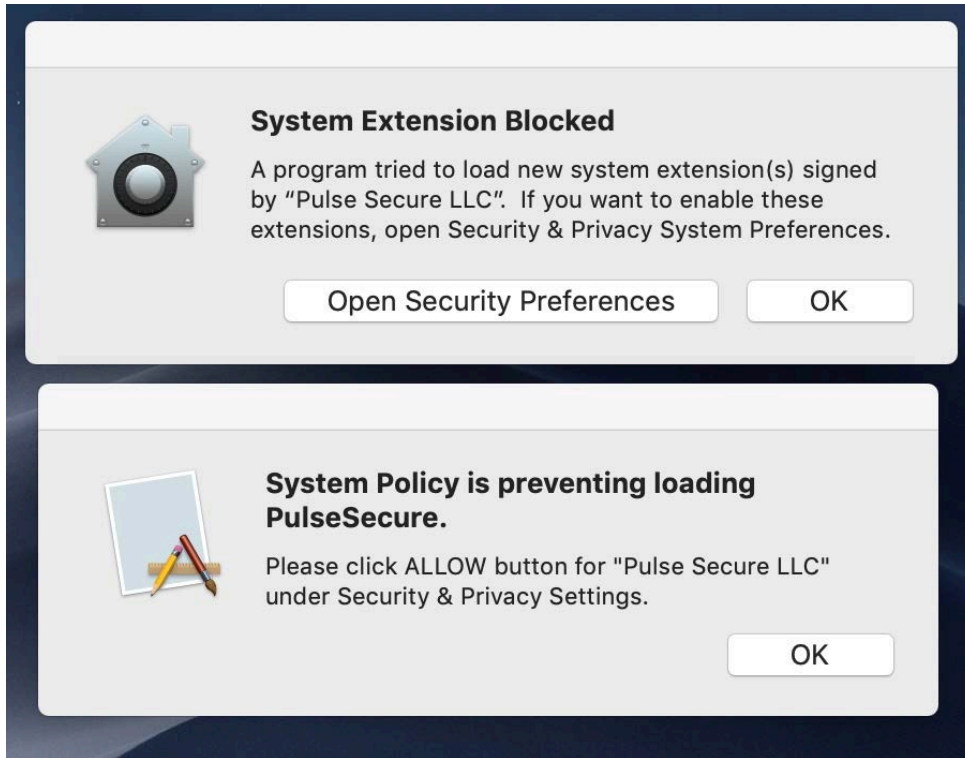 System Extension Blocked
A program tried to load new system extension(s) signed
by “Pulse Secure LLC”.  If you want to enable these
extensions, open Security & Privacy System Preferences.
Open Security Preferences
OK
System Policy is preventing loading
PulseSecure.
Please click ALLOW button for "Pulse Secure LLC"
under Security & Privacy Settings.
OK